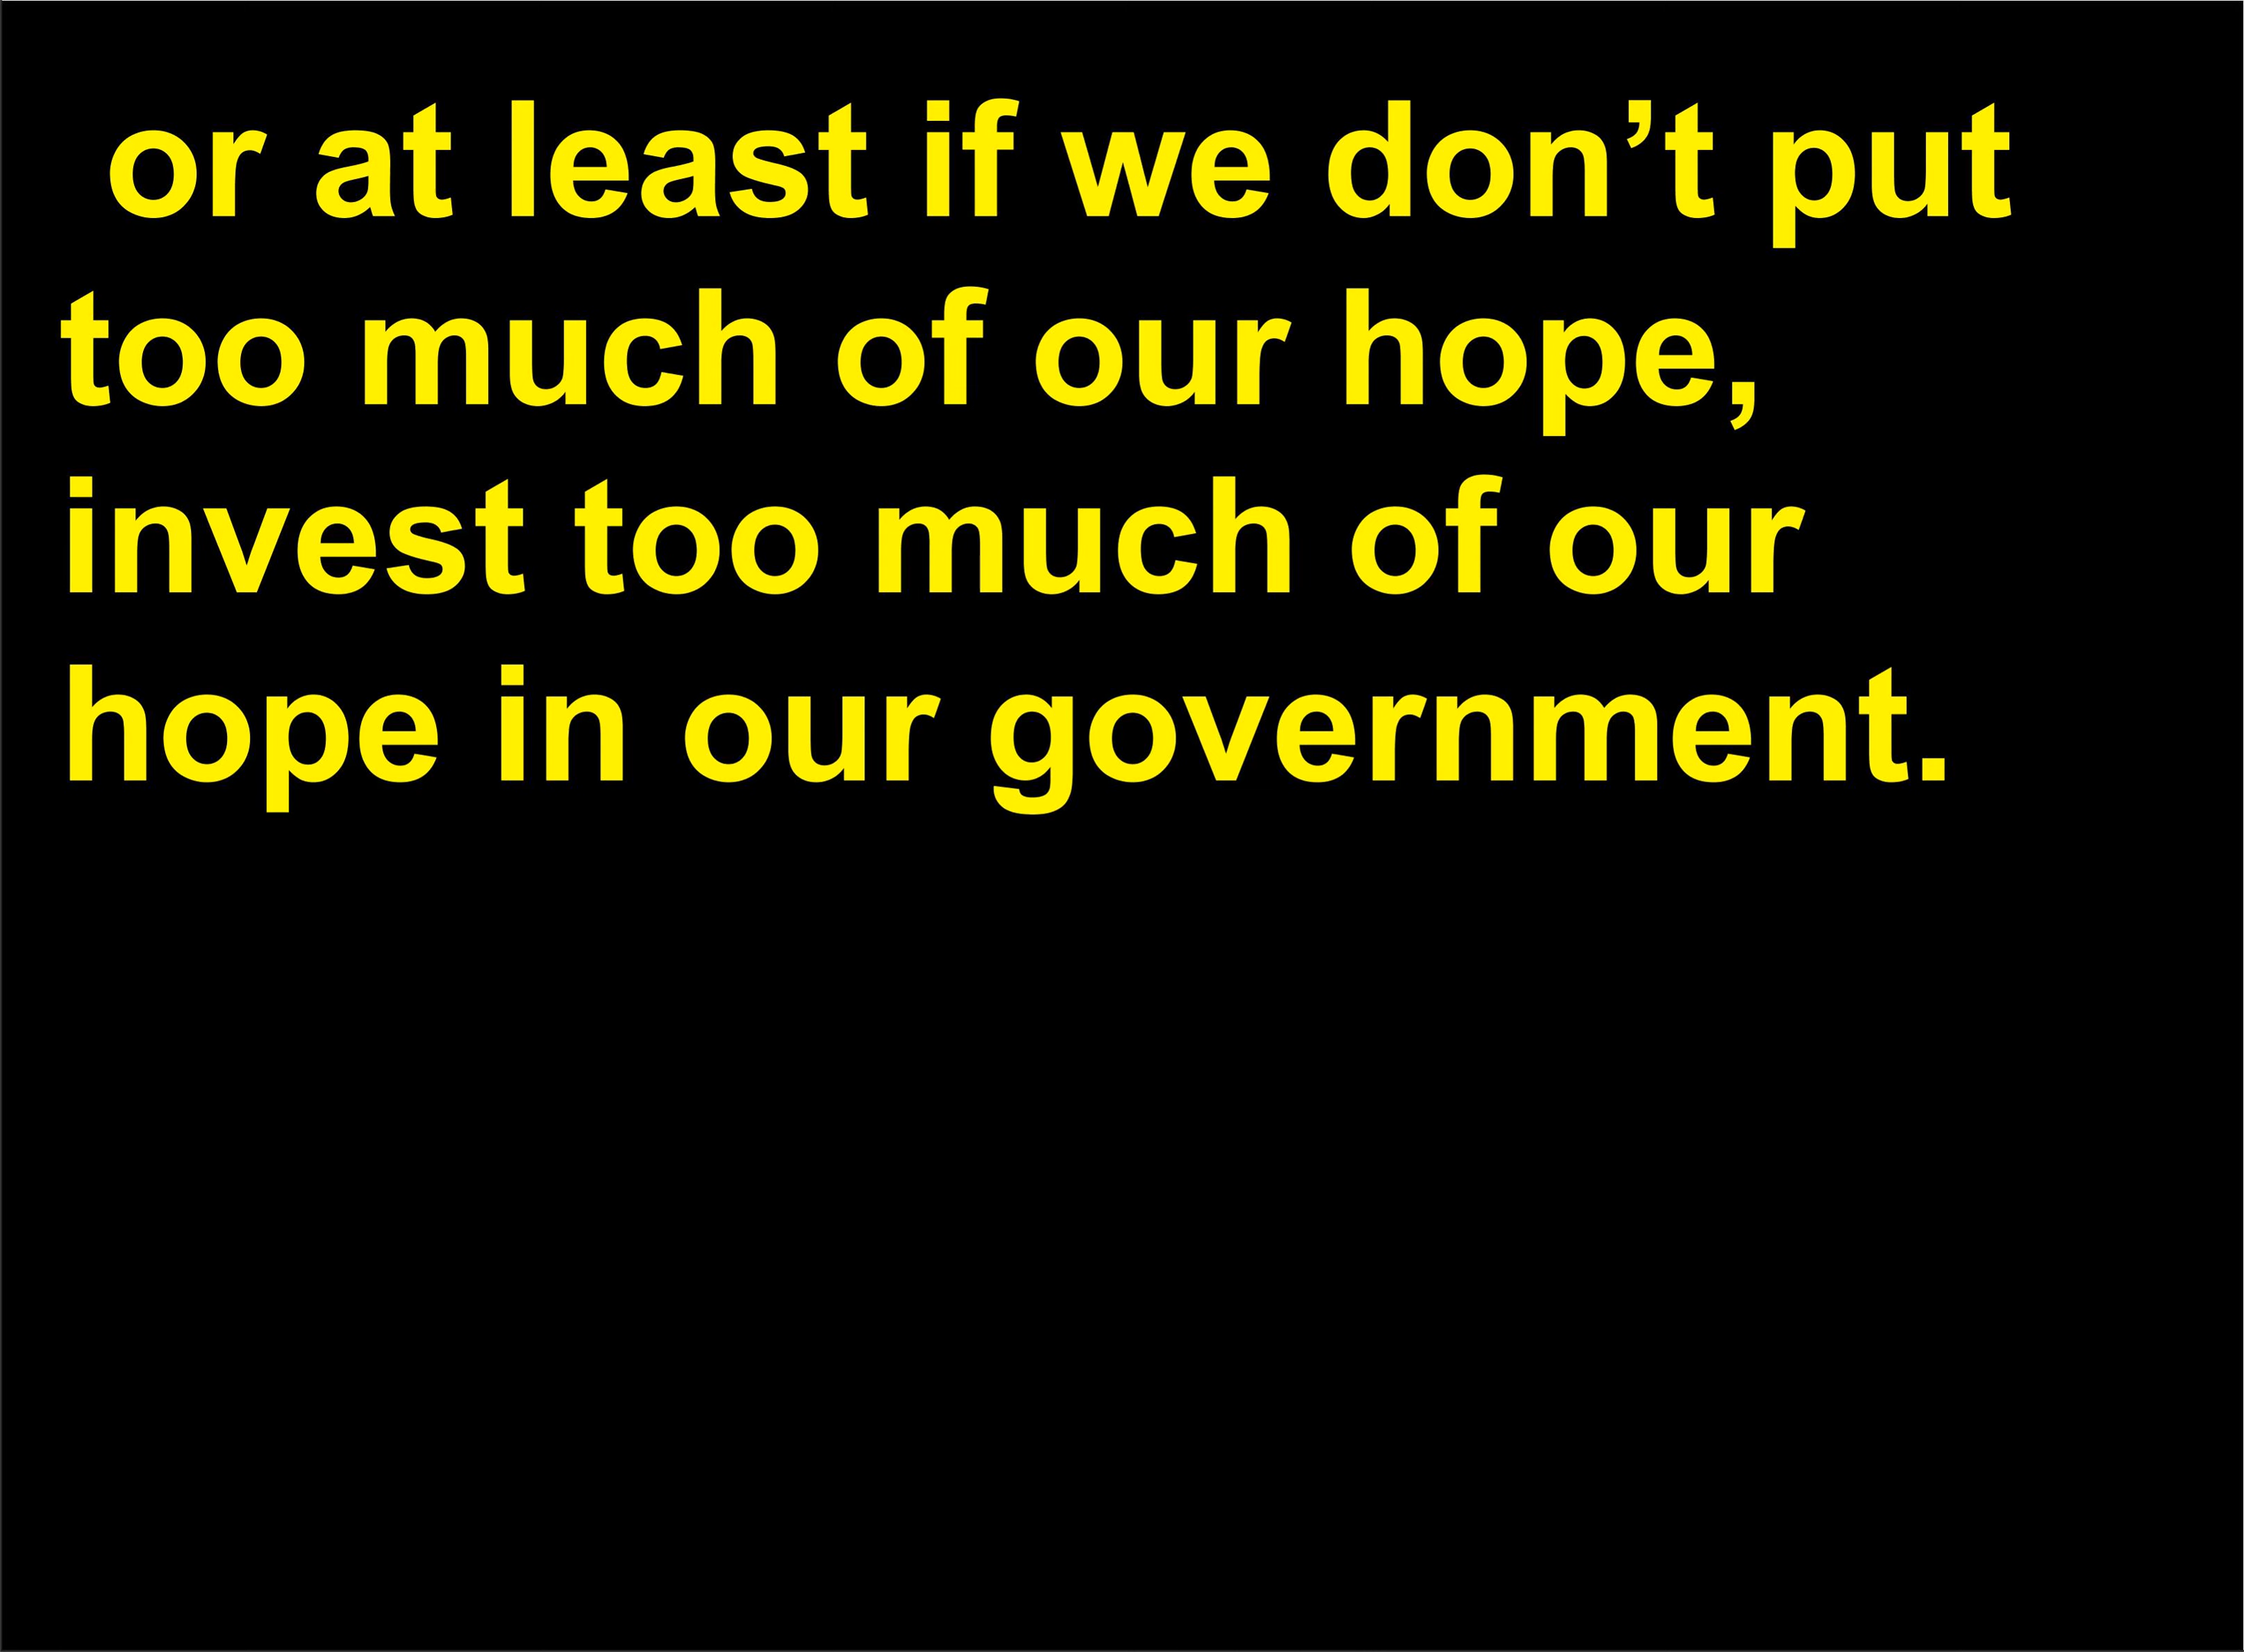 or at least if we don’t put
too much of our hope,
invest too much of our
hope in our government.